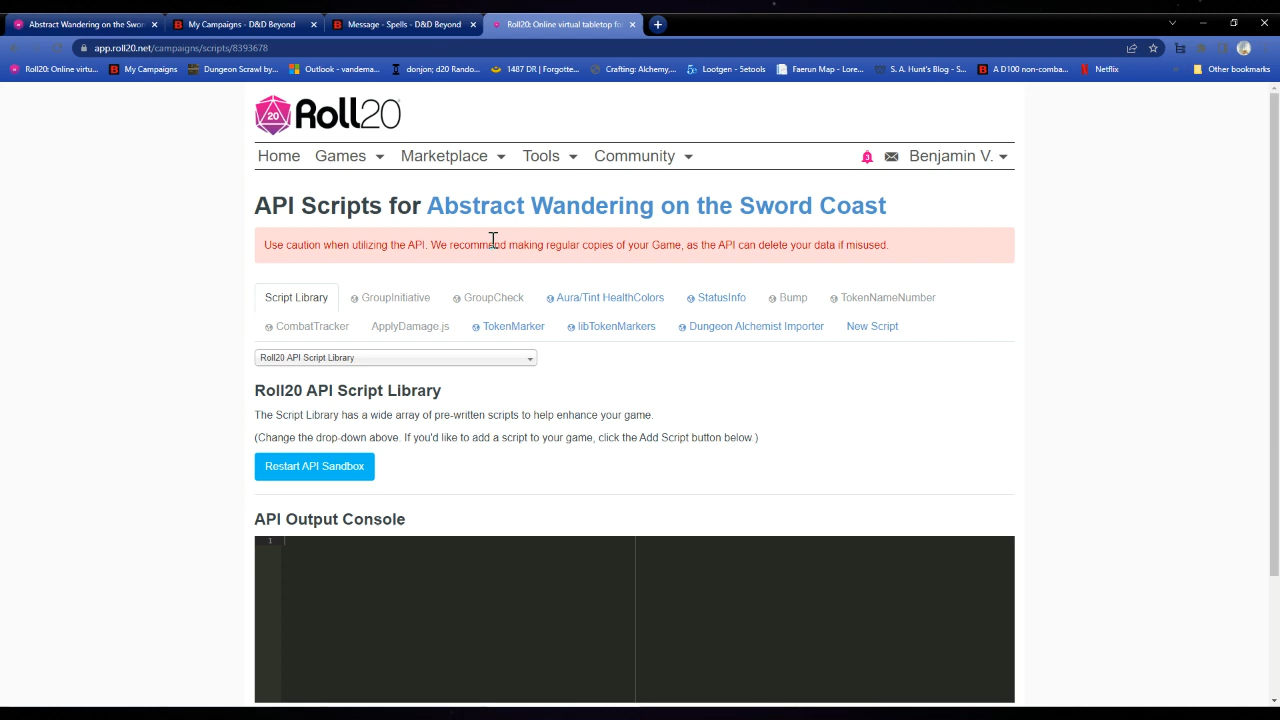 Abstract Wandering on the Swor
My Campaigns - D&D Beyond
Message - Spells - D&D Beyond
Roll20: Online virtual tabletop fo
app.roll20.net/campaigns/scripts/8393678
Roll20: Online virtu...
My Campaigns
Dungeon Scrawl by...
Outlook - vandema...
donjon; d20 Rando...
1487 DR | Forgotte...
Crafting: Alchemy,...
Lootgen - 5etools
Faerun Map - Lore...
S. A. Hunt's Blog - S...
A D100 non-comba...
Netflix
Other bookmarks
20 Roll20
Home Games Marketplace Tools Community 3 Benjamin V.
API Scripts for Abstract Wandering on the Sword Coast
Use caution when utilizing the API. We recommend making regular copies of your Game, as the API can delete your data if misused.
Script Library GroupInitiative GroupCheck Aura/Tint HealthColors StatusInfo Bump TokenNameNumber
CombatTracker ApplyDamage.js TokenMarker libTokenMarkers Dungeon Alchemist Importer New Script
Roll20 API Script Library
Roll20 API Script Library
The Script Library has a wide array of pre-written scripts to help enhance your game.
(Change the drop-down above. If you'd like to add a script to your game, click the Add Script button below.)
Restart API Sandbox
API Output Console
1